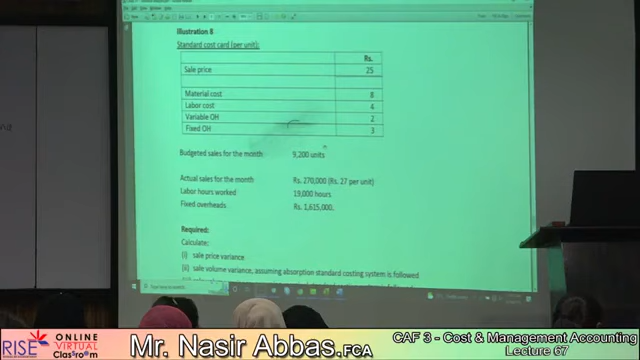 Illustration 8
Standard cost card (per unit):
Rs.
Sale price 25
Material cost 8
Labor cost 4
Variable OH 2
Fixed OH 3
Budgeted sales for the month 9,200 units
Actual sales for the month Rs. 270,000 (Rs. 27 per unit)
Labor hours worked 19,000 hours
Fixed overheads Rs. 1,615,000
Required:
Calculate:
(i) sale price variance
(ii) sale volume variance, assuming absorption standard costing system is followed
RISE ONLINE VIRTUAL Classroom
Mr. Nasir Abbas.FCA
CAF 3 - Cost & Management Accounting
Lecture 67